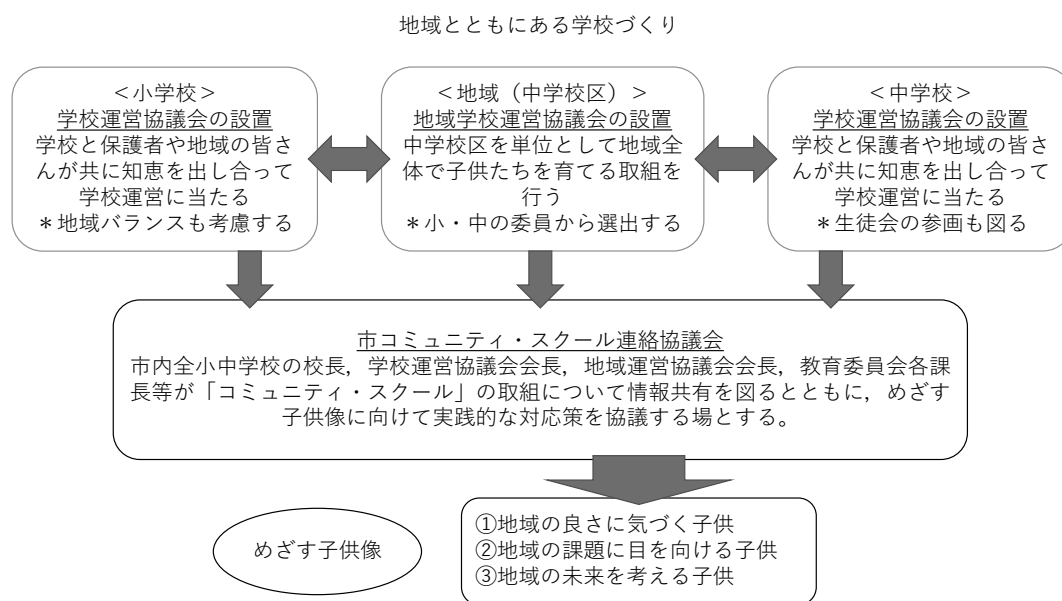 地域とともにある学校づくり
＜小学校＞
学校運営協議会の設置
学校と保護者や地域の皆さ
んが共に知恵を出し合って
学校運営に当たる
＊地域バランスも考慮する
＜地域（中学校区）＞
地域学校運営協議会の設置
中学校区を単位として地域全
体で子供たちを育てる取組を
行う
＊小・中の委員から選出する
＜中学校＞
学校運営協議会の設置
学校と保護者や地域の皆さ
んが共に知恵を出し合って
学校運営に当たる
＊生徒会の参画も図る
市コミュニティ・スクール連絡協議会
市内全小中学校の校長，学校運営協議会会長，地域運営協議会会長，教育委員会各課
長等が「コミュニティ・スクール」の取組について情報共有を図るとともに，めざす
子供像に向けて実践的な対応策を協議する場とする。
めざす子供像
①地域の良さに気づく子供
②地域の課題に目を向ける子供
③地域の未来を考える子供